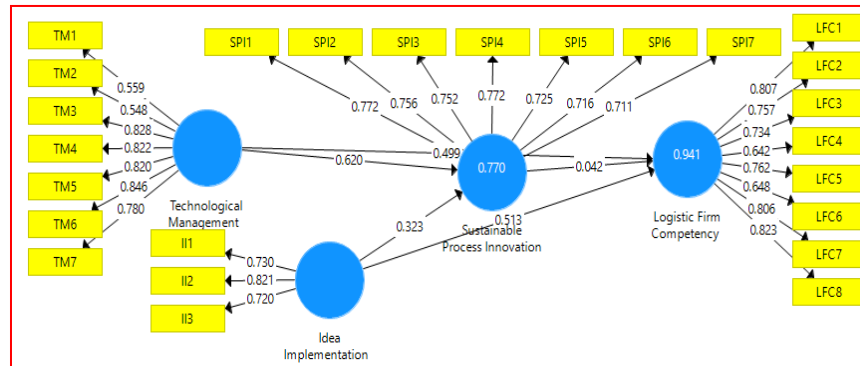 TM1
TM2
TM3
TM4
TM5
TM6
TM7
0.559
0.548
0.828
0.822
0.820
0.846
0.780
Technological
Management
SPI1
SPI2
SPI3
SPI4
SPI5
SPI6
SPI7
0.772
0.756
0.752
0.772
0.725
0.716
0.711
0.499
0.620
0.770
0.042
0.941
Sustainable
Process Innovation
0.323
0.513
II1
II2
II3
0.730
0.821
0.720
Idea
Implementation
Logistic Firm
Competency
0.807
0.757
0.734
0.642
0.762
0.648
0.806
0.823
LFC1
LFC2
LFC3
LFC4
LFC5
LFC6
LFC7
LFC8